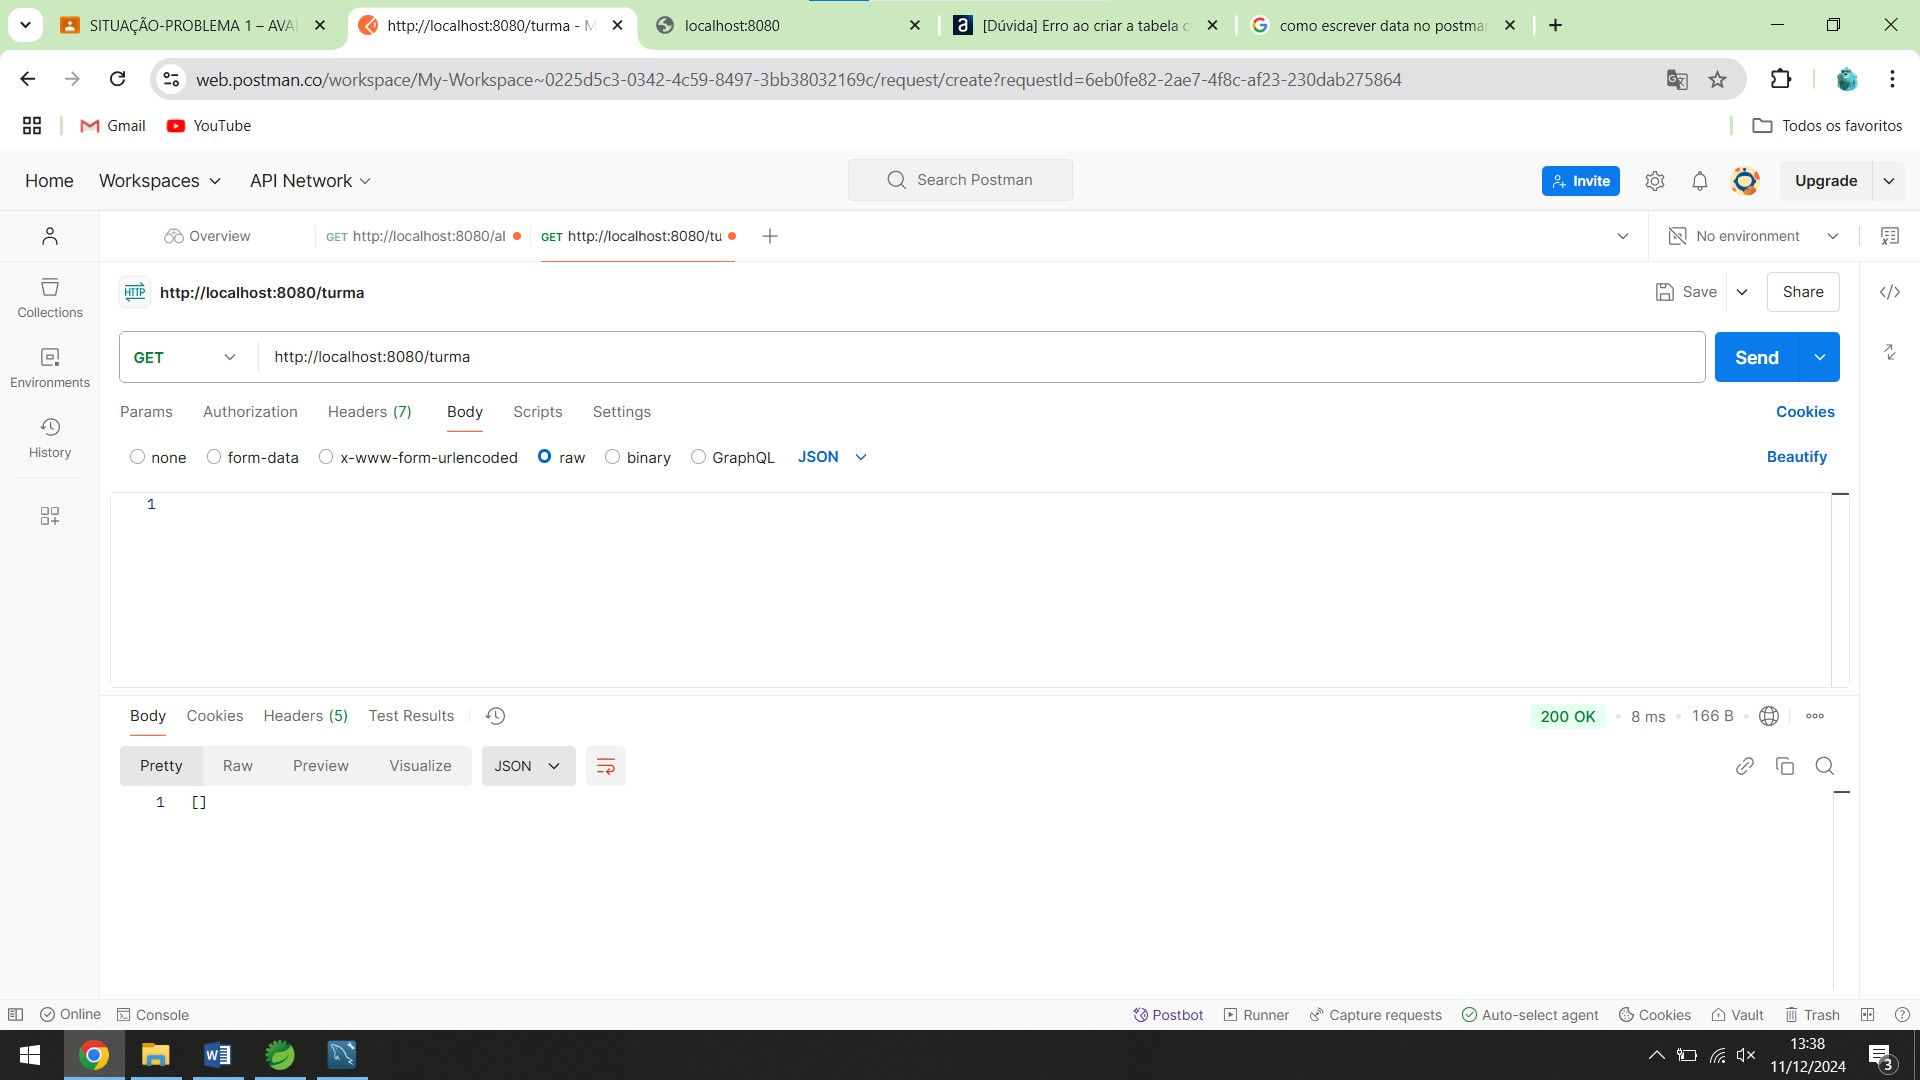 SITUAÇÃO-PROBLEMA 1 – AVAI
http://localhost:8080/turma - M
localhost:8080
[Dúvida] Erro ao criar a tabela c
como escrever data no postmar
web.postman.co/workspace/My-Workspace~0225d5c3-0342-4c59-8497-3bb38032169c/request/create?requestId=6eb0fe82-2ae7-4f8c-af23-230dab275864
Gmail
YouTube
Todos os favoritos
Home
Workspaces
API Network
Search Postman
Invite
Upgrade
Overview
GET http://localhost:8080/al
GET http://localhost:8080/tu
No environment
Collections
Environments
History
HTTP
http://localhost:8080/turma
Save
Share
GET
http://localhost:8080/turma
Send
Params
Authorization
Headers (7)
Body
Scripts
Settings
Cookies
none
form-data
x-www-form-urlencoded
raw
binary
GraphQL
JSON
Beautify
1
Body
Cookies
Headers (5)
Test Results
200 OK
8 ms
166 B
Pretty
Raw
Preview
Visualize
JSON
1 []
Online
Console
Postbot
Runner
Capture requests
Auto-select agent
Cookies
Vault
Trash
13:38
11/12/2024
3